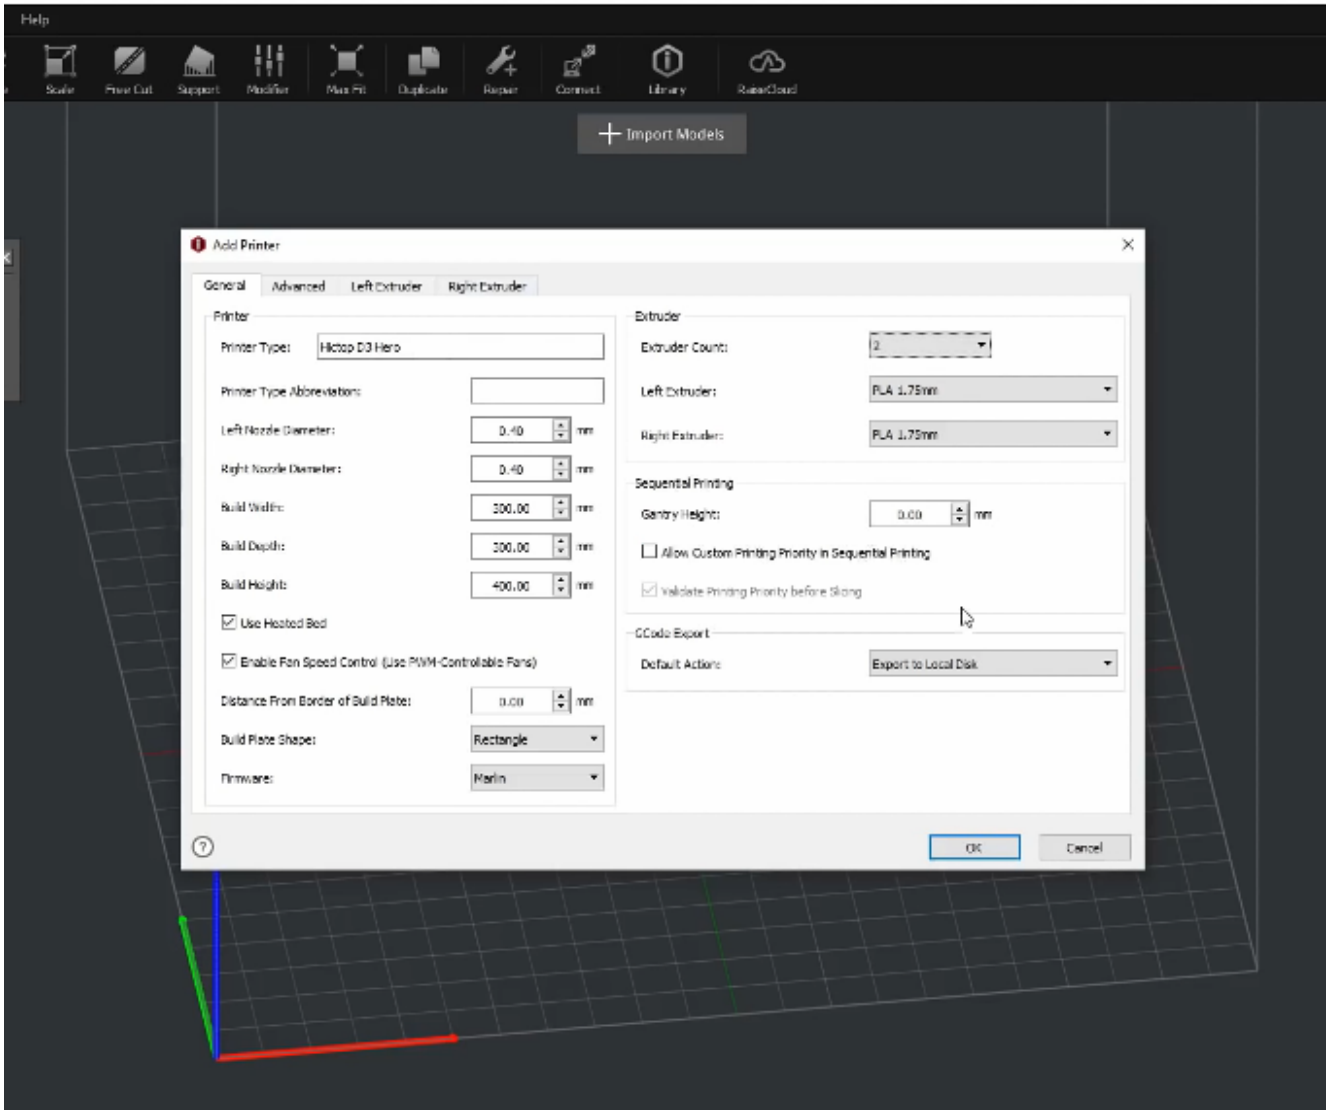 Help
Scale Free Cut Support Modifier Max Fit Duplicate Repair Connect Library RaiseCloud
Import Models
Add Printer
General Advanced Left Extruder Right Extruder
Printer
Printer Type: Hictop D3 Hero
Printer Type Abbreviation:
Left Nozzle Diameter: 0.40 mm
Right Nozzle Diameter: 0.40 mm
Build Width: 300.00 mm
Build Depth: 300.00 mm
Build Height: 400.00 mm
Use Heated Bed
Enable Fan Speed Control (Use PWM-Controllable Fans)
Distance From Border of Build Plate: 0.00 mm
Build Plate Shape: Rectangle
Firmware: Marlin
Extruder
Extruder Count: 2
Left Extruder: PLA 1.75mm
Right Extruder: PLA 1.75mm
Sequential Printing
Gantry Height: 0.00 mm
Allow Custom Printing Priority in Sequential Printing
Validate Printing Priority before Slicing
GCode Export
Default Action: Export to Local Disk
?
OK Cancel